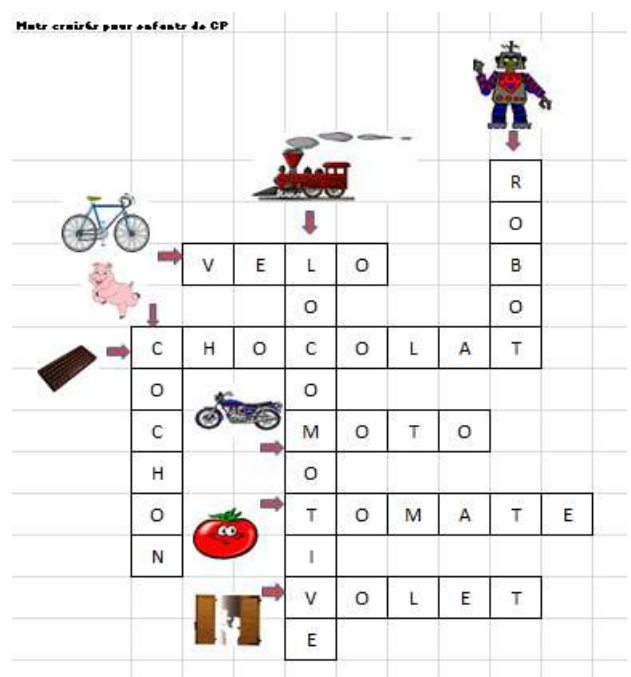 Mots croisés pour enfants de CP
R
O
V E L O B
O O
C H O C O L A T
O O
C M O T O
H O
O T O M A T E
N I
V O L E T
E